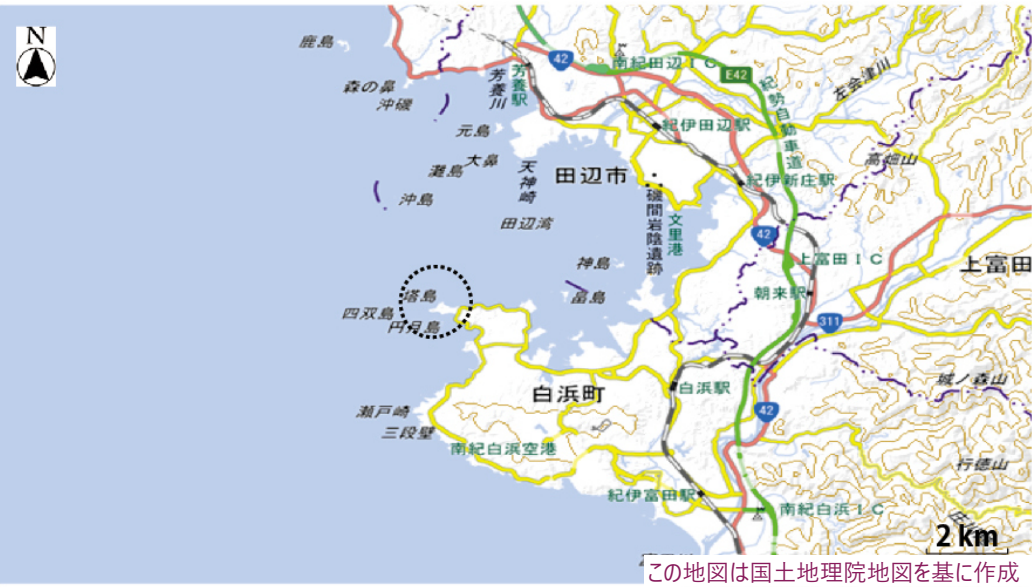 N
鹿島
42
南紀田辺IC
E42
左会津川
芳養駅
芳養川
森の鼻
沖磯
紀勢自動車道
元島
紀伊田辺駅
大鼻
灘島
天神崎
田辺市
高畑山
紀伊新庄駅
沖島
磯間岩陰遺跡
文里港
田辺湾
42
神島
上富田IC
上富田
塔島
畠島
朝来駅
四双島
円月島
311
白浜町
白浜駅
城ノ森山
42
瀬戸崎
三段壁
南紀白浜空港
行徳山
紀伊富田駅
南紀白浜IC
2 km
この地図は国土地理院地図を基に作成